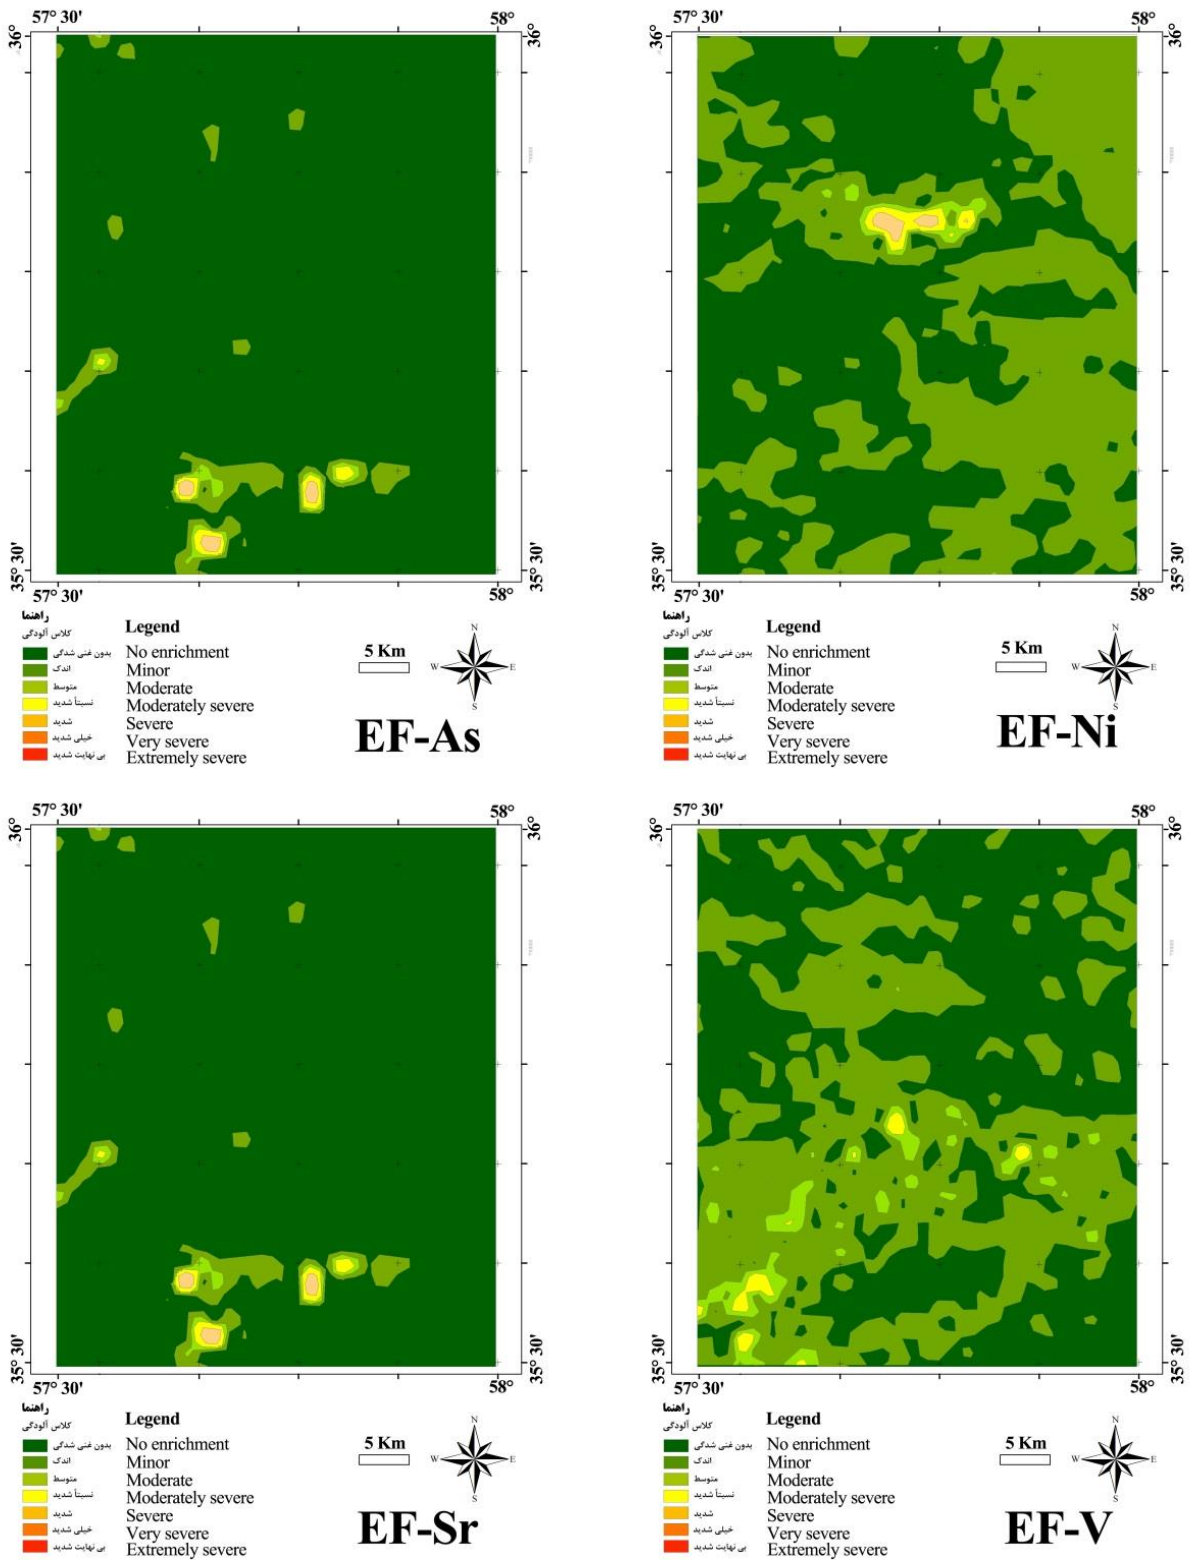 57° 30'
58°
36°
36°
35° 30'
35° 30'
57° 30'
58°
راهنما
کلاس آلودگی
Legend
بدون غنی شدگی No enrichment
اندک Minor
متوسط Moderate
نسبتاً شدید Moderately severe
شدید Severe
خیلی شدید Very severe
بی نهایت شدید Extremely severe
5 Km
N
W E
S
EF-As
57° 30'
58°
36°
36°
35° 30'
35° 30'
57° 30'
58°
راهنما
کلاس آلودگی
Legend
بدون غنی شدگی No enrichment
اندک Minor
متوسط Moderate
نسبتاً شدید Moderately severe
شدید Severe
خیلی شدید Very severe
بی نهایت شدید Extremely severe
5 Km
N
W E
S
EF-Ni
57° 30'
58°
36°
36°
35° 30'
35° 30'
57° 30'
58°
راهنما
کلاس آلودگی
Legend
بدون غنی شدگی No enrichment
اندک Minor
متوسط Moderate
نسبتاً شدید Moderately severe
شدید Severe
خیلی شدید Very severe
بی نهایت شدید Extremely severe
5 Km
N
W E
S
EF-Sr
57° 30'
58°
36°
36°
35° 30'
35° 30'
57° 30'
58°
راهنما
کلاس آلودگی
Legend
بدون غنی شدگی No enrichment
اندک Minor
متوسط Moderate
نسبتاً شدید Moderately severe
شدید Severe
خیلی شدید Very severe
بی نهایت شدید Extremely severe
5 Km
N
W E
S
EF-V